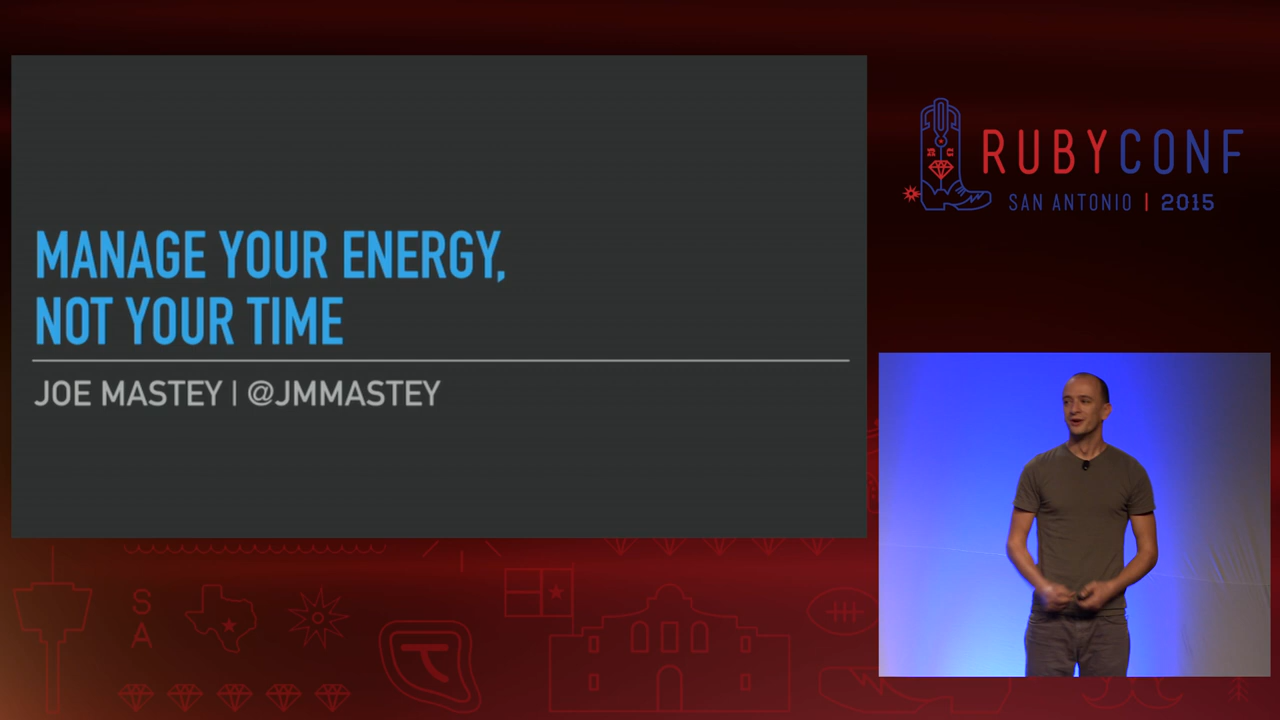 MANAGE YOUR ENERGY,
NOT YOUR TIME
JOE MASTEY | @JMMASTEY
RUBYCONF
SAN ANTONIO | 2015
S
A